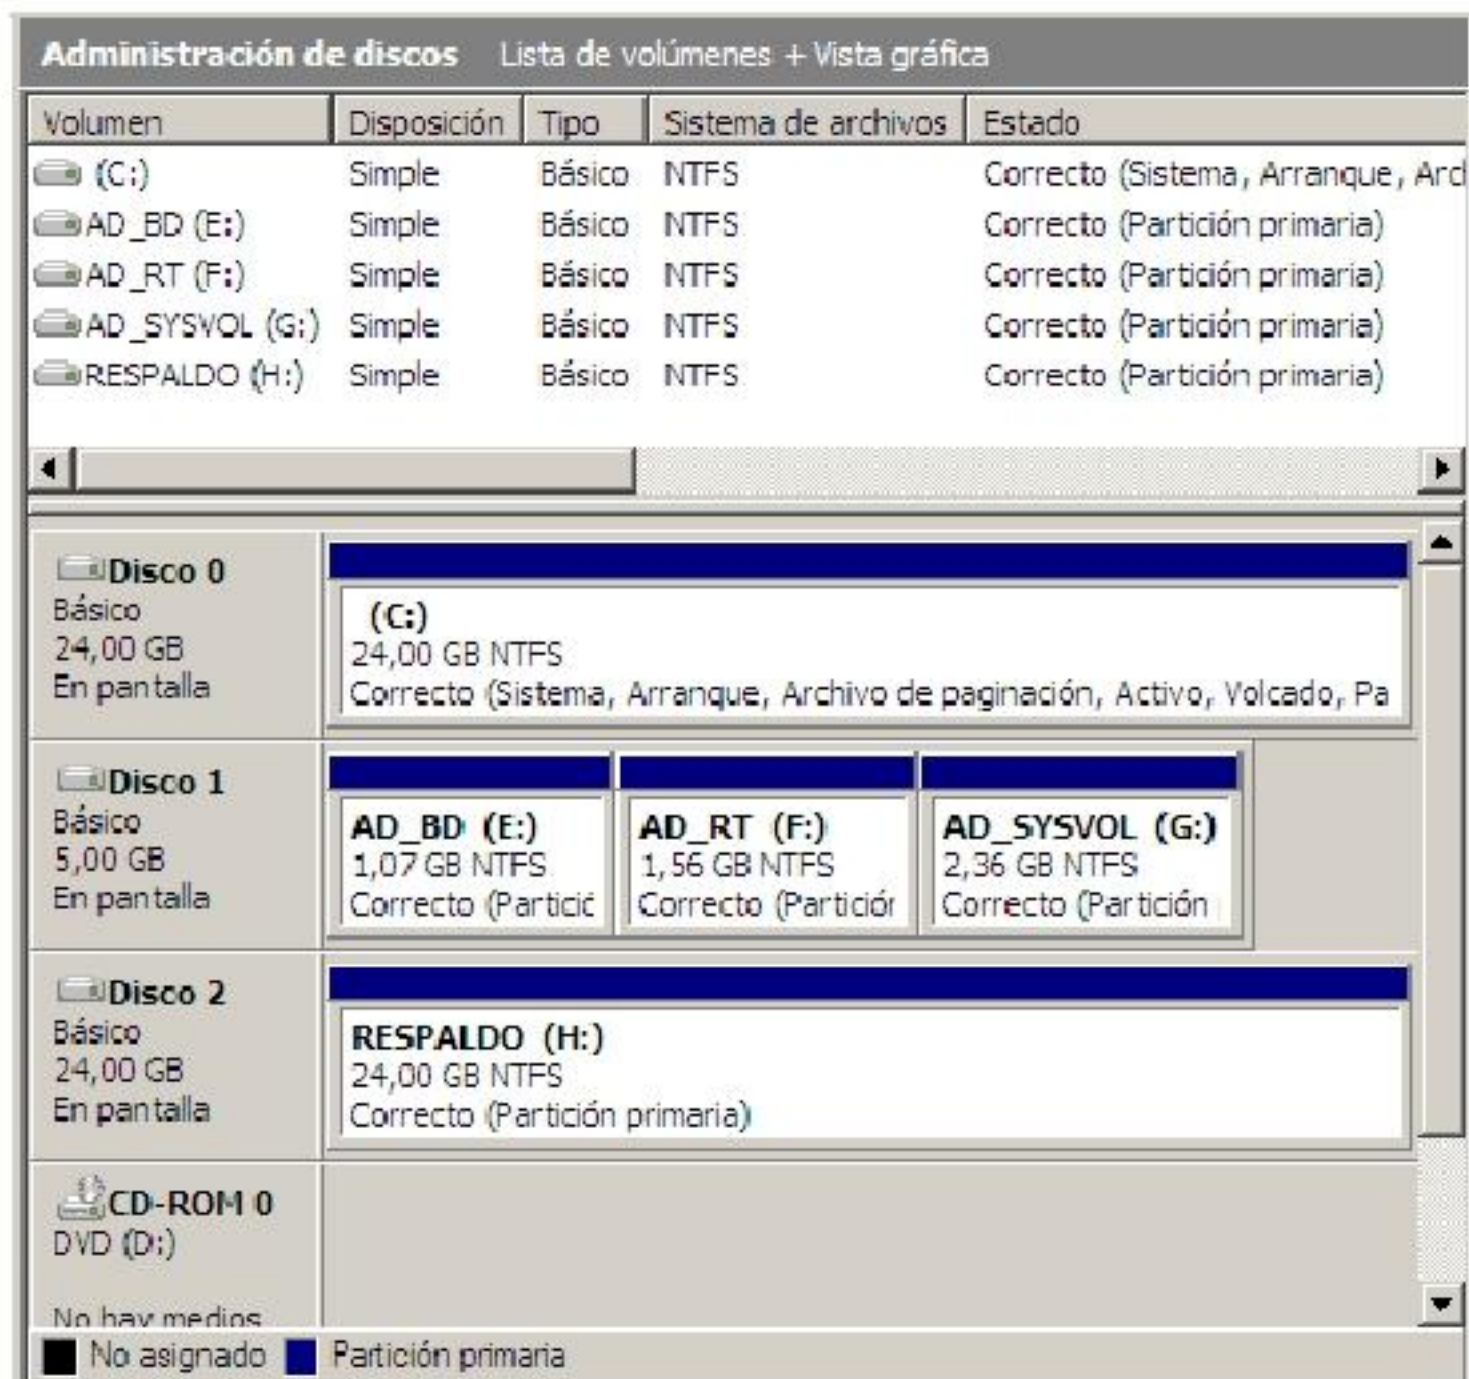 Administración de discos Lista de volúmenes + Vista gráfica
Volumen Disposición Tipo Sistema de archivos Estado
(C:) Simple Básico NTFS Correcto (Sistema, Arranque, Arc
AD_BD (E:) Simple Básico NTFS Correcto (Partición primaria)
AD_RT (F:) Simple Básico NTFS Correcto (Partición primaria)
AD_SYSVOL (G:) Simple Básico NTFS Correcto (Partición primaria)
RESPALDO (H:) Simple Básico NTFS Correcto (Partición primaria)
Disco 0
Básico
24,00 GB
En pantalla
(C:)
24,00 GB NTFS
Correcto (Sistema, Arranque, Archivo de paginación, Activo, Volcado, Pa
Disco 1
Básico
5,00 GB
En pantalla
AD_BD (E:)
1,07 GB NTFS
Correcto (Partició
AD_RT (F:)
1,56 GB NTFS
Correcto (Partición
AD_SYSVOL (G:)
2,36 GB NTFS
Correcto (Partición
Disco 2
Básico
24,00 GB
En pantalla
RESPALDO (H:)
24,00 GB NTFS
Correcto (Partición primaria)
CD-ROM 0
DVD (D:)
No hay medios
No asignado Partición primaria